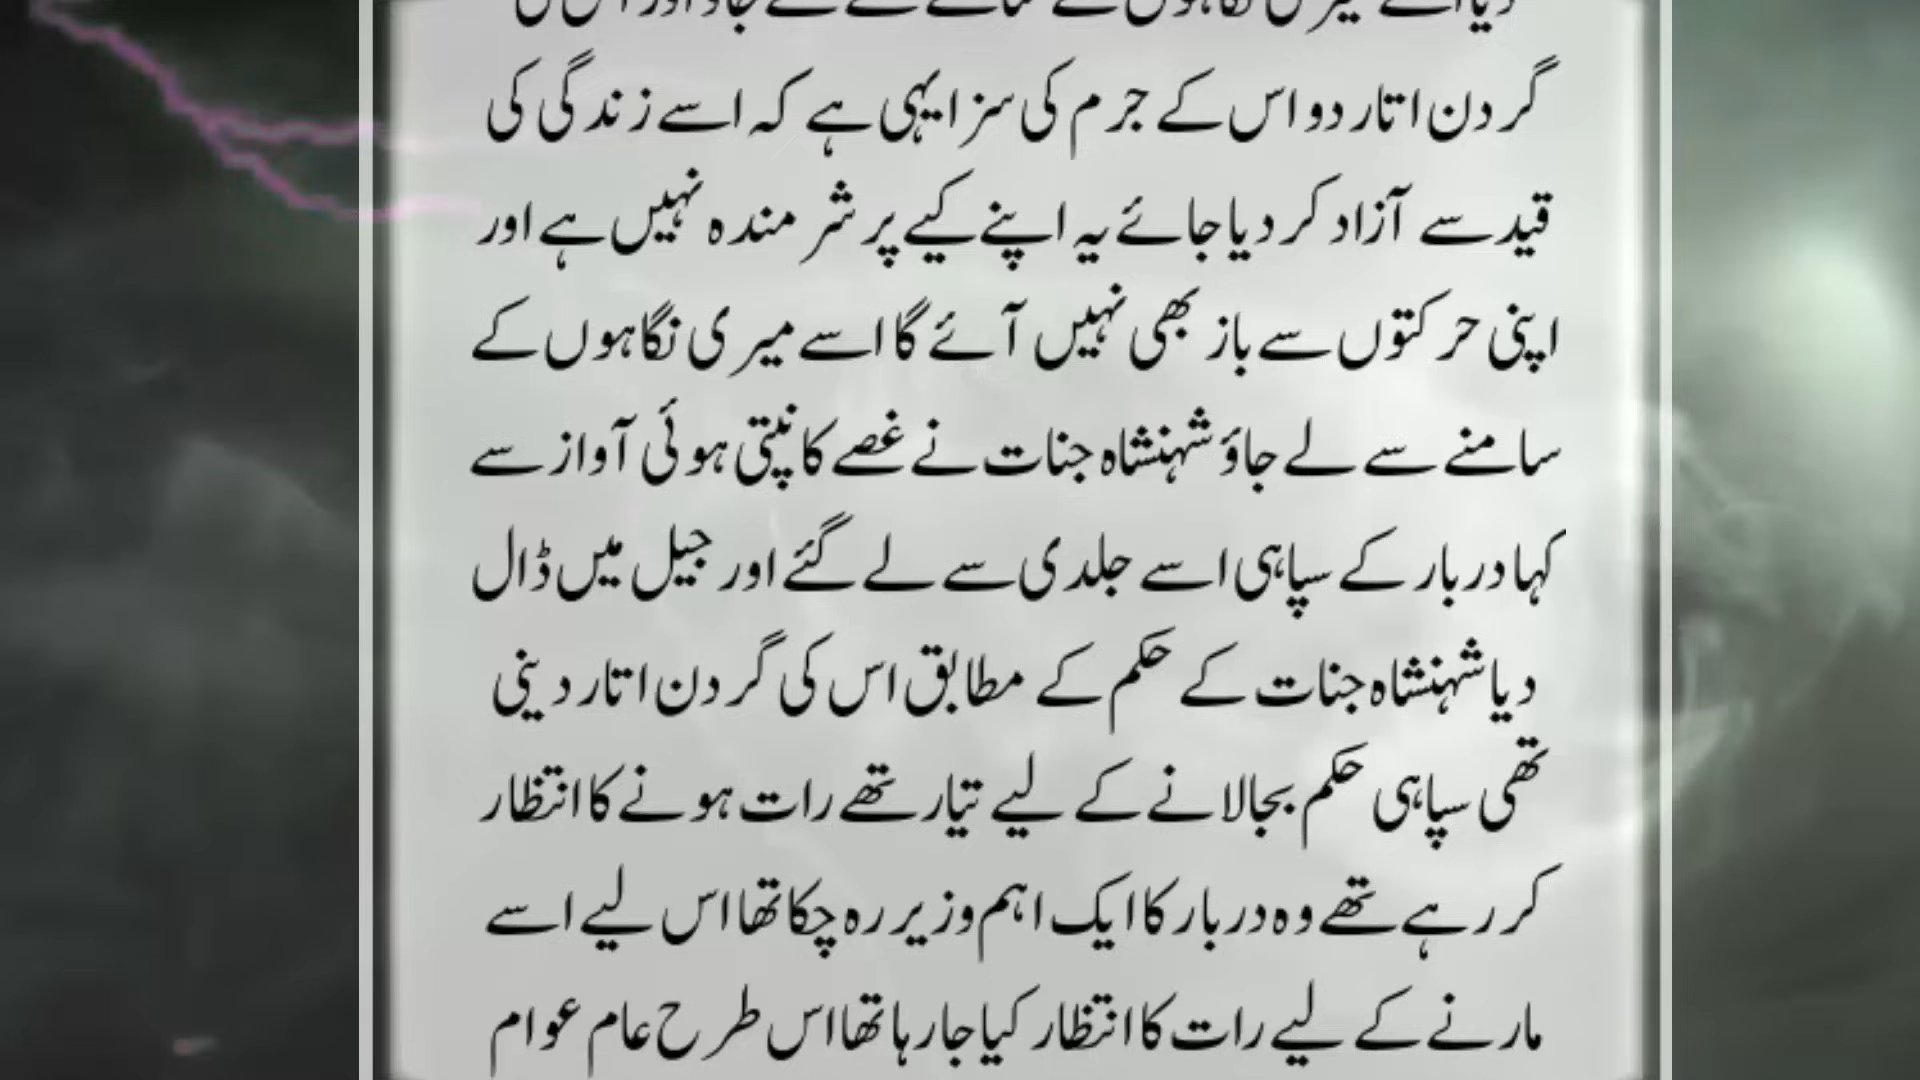 گردن اتار دو اس کے جرم کی سزا یہی ہے کہ اسے زندگی کی
قید سے آزاد کر دیا جائے یہ اپنے کیے پر شرمندہ نہیں ہے اور
اپنی حرکتوں سے باز بھی نہیں آئے گا اسے میری نگاہوں کے
سامنے سے لے جاؤ شہنشاہ جنات نے غصے کانپتی ہوئی آواز سے
کہا دربار کے سپاہی اسے جلدی سے لے گئے اور جیل میں ڈال
دیا شہنشاہ جنات کے حکم کے مطابق اس کی گردن اتار دینی
تھی سپاہی حکم بجا لانے کے لیے تیار تھے رات ہونے کا انتظار
کر رہے تھے وہ دربار کا ایک اہم وزیر رہ چکا تھا اس لیے اسے
مارنے کے لیے رات کا انتظار کیا جا رہا تھا اس طرح عام عوام